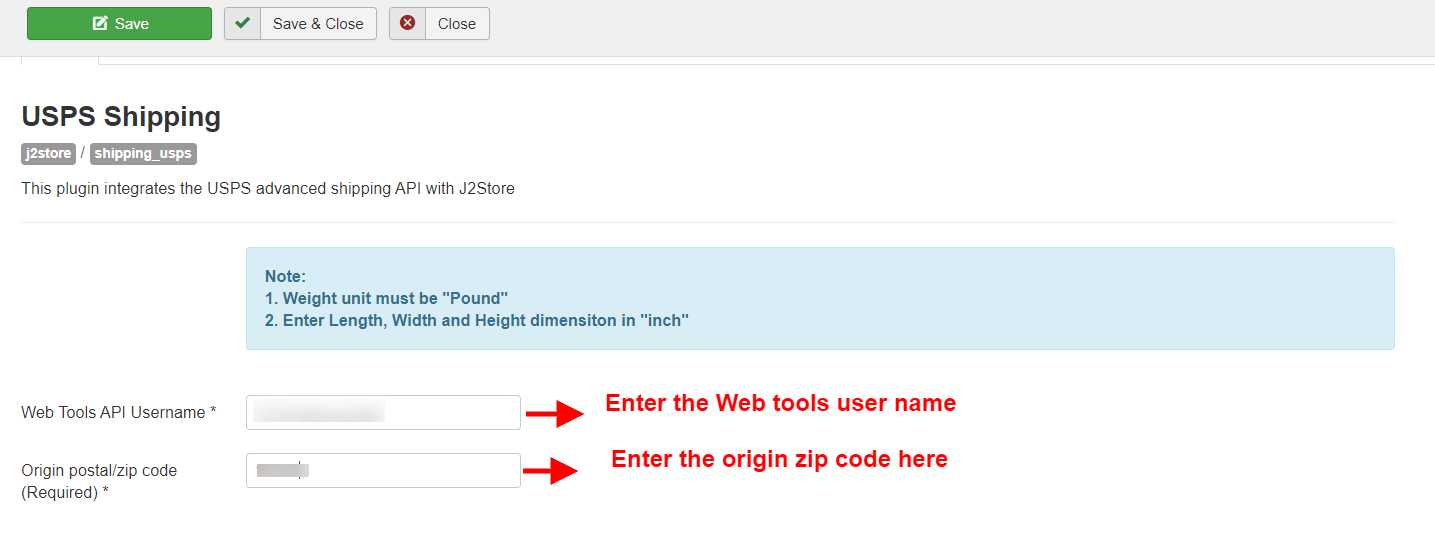 Save
Save & Close
Close
USPS Shipping
j2store / shipping_usps
This plugin integrates the USPS advanced shipping API with J2Store
Note:
1. Weight unit must be "Pound"
2. Enter Length, Width and Height dimensiton in "inch"
Web Tools API Username *
Enter the Web tools user name
Origin postal/zip code
(Required) *
Enter the origin zip code here